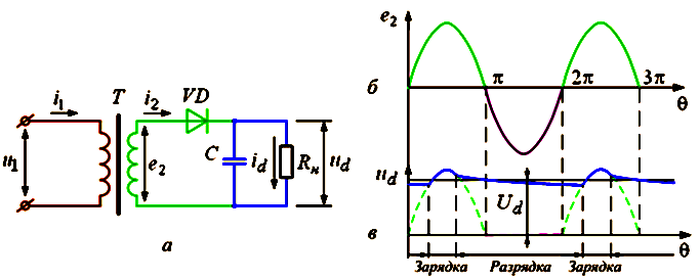 i1 T i2 VD
u1 e2 C id Rн ud
а
e2
б π 2π 3π θ
ud
Ud
в θ
Зарядка Разрядка Зарядка